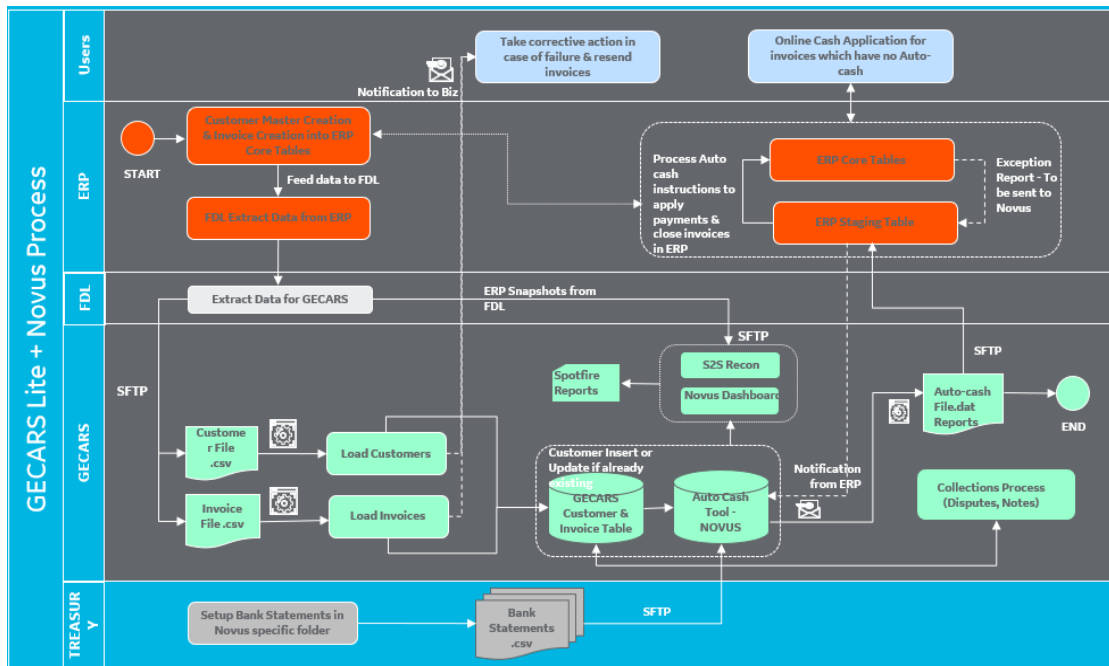 GECARS Lite + Novus Process
Users
Take corrective action in
case of failure & resend
invoices
Online Cash Application for
invoices which have no Auto-
cash
Notification to Biz
ERP
START
Customer Master Creation
& Invoice Creation into ERP
Core Tables
Feed data to FDL
FDL Extract Data from ERP
Process Auto
cash
instructions to
apply
payments &
close invoices
in ERP
ERP Core Tables
ERP Staging Table
Exception
Report - To
be sent to
Novus
FDL
Extract Data for GECARS
ERP Snapshots from
FDL
GECARS
SFTP
SFTP
SFTP
Spotfire
Reports
S2S Recon
Novus Dashboard
Auto-cash
File.dat
Reports
END
Custome
r File
.csv
Load Customers
Invoice
File .csv
Load Invoices
Customer Insert or
Update if already
existing
GECARS
Customer &
Invoice Table
Auto Cash
Tool -
NOVUS
Notification
from ERP
Collections Process
(Disputes, Notes)
TREASUR
Y
Setup Bank Statements in
Novus specific folder
Bank
Statements
.csv
SFTP